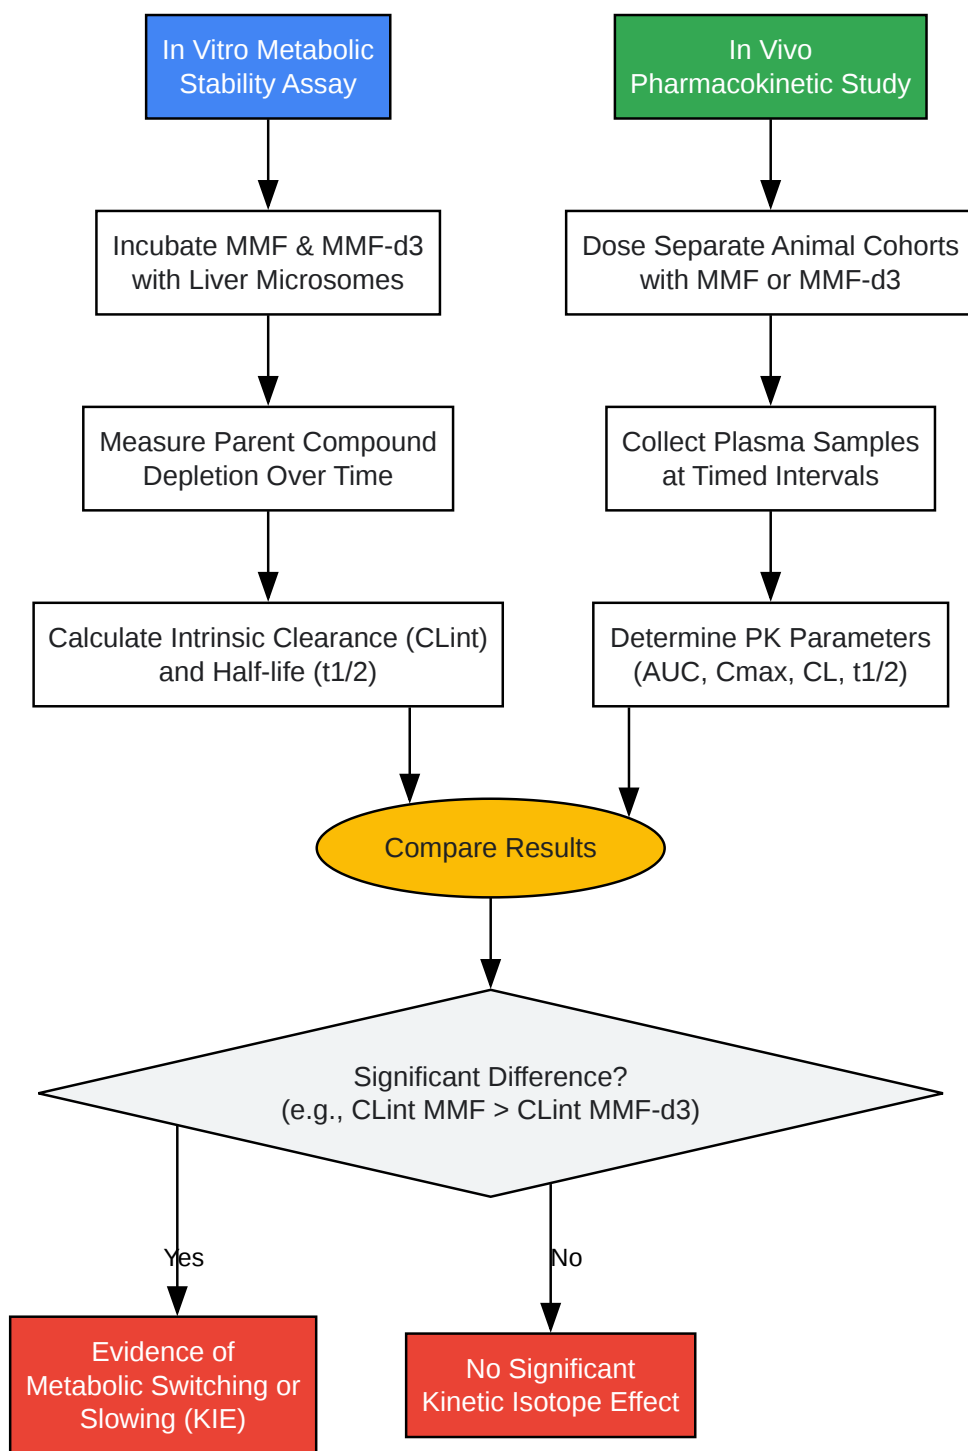 In Vitro Metabolic
Stability Assay
In Vivo
Pharmacokinetic Study
Incubate MMF & MMF-d3
with Liver Microsomes
Dose Separate Animal Cohorts
with MMF or MMF-d3
Measure Parent Compound
Depletion Over Time
Collect Plasma Samples
at Timed Intervals
Calculate Intrinsic Clearance (CLint)
and Half-life (t1/2)
Determine PK Parameters
(AUC, Cmax, CL, t1/2)
Compare Results
Significant Difference?
(e.g., CLint MMF > CLint MMF-d3)
Yes
No
Evidence of
Metabolic Switching or
Slowing (KIE)
No Significant
Kinetic Isotope Effect